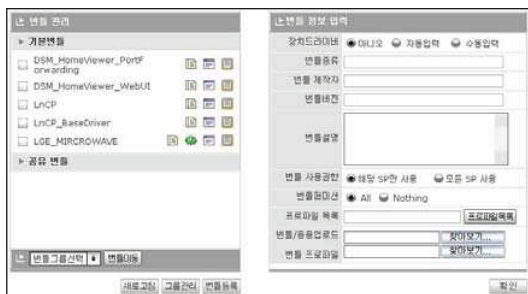 번들 관리
기본번들
DSM_HomeViewer_PortF
orwarding
DSM_HomeViewer_WebUI
LnCP
LnCP_BaseDriver
LGE_MIRCROWAVE
공유 번들
번들그룹선택 번들이동
새로고침 그룹관리 번들등록
번들 정보 입력
장치드라이버 아니오 자동입력 수동입력
번들종류
번들 제작자
번들버전
번들설명
번들 사용권한 해당 SP만 사용 모든 SP 사용
번들퍼미션 All Nothing
프로파일 목록 프로파일목록
번들/응용업로드 찾아보기...
번들 프로파일 찾아보기...
확인